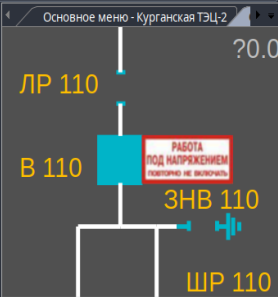 Основное меню - Курганская ТЭЦ-2
?0.0
ЛР 110
РАБОТА
ПОД НАПРЯЖЕНИЕМ
ПОВТОРНО НЕ ВКЛЮЧАТЬ
В 110
ЗНВ 110
ШР 110